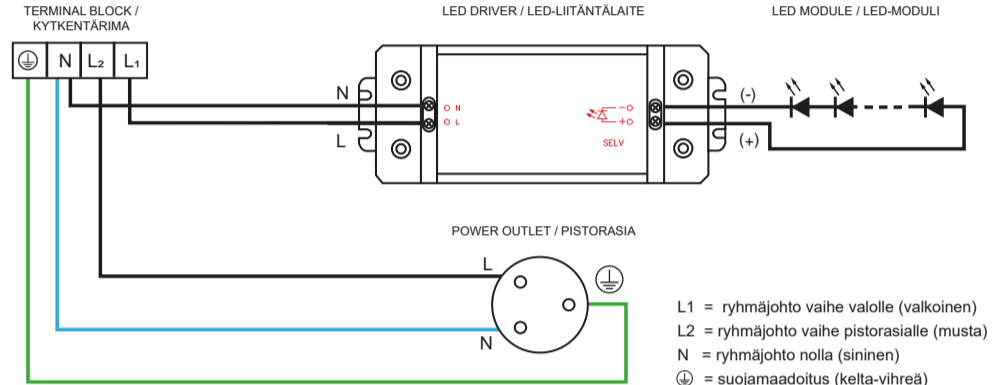 TERMINAL BLOCK /
KYTKENTÄRIMA
LED DRIVER / LED-LIITÄNTÄLAITE
LED MODULE / LED-MODULI
N L₂ L₁
N
L
N
L
SELV
(-)
(+)
POWER OUTLET / PISTORASIA
L
N
L1 = ryhmäjohto vaihe valolle (valkoinen)
L2 = ryhmäjohto vaihe pistorasialle (musta)
N = ryhmäjohto nolla (sininen)
= suojamaadoitus (kelta-vihreä)